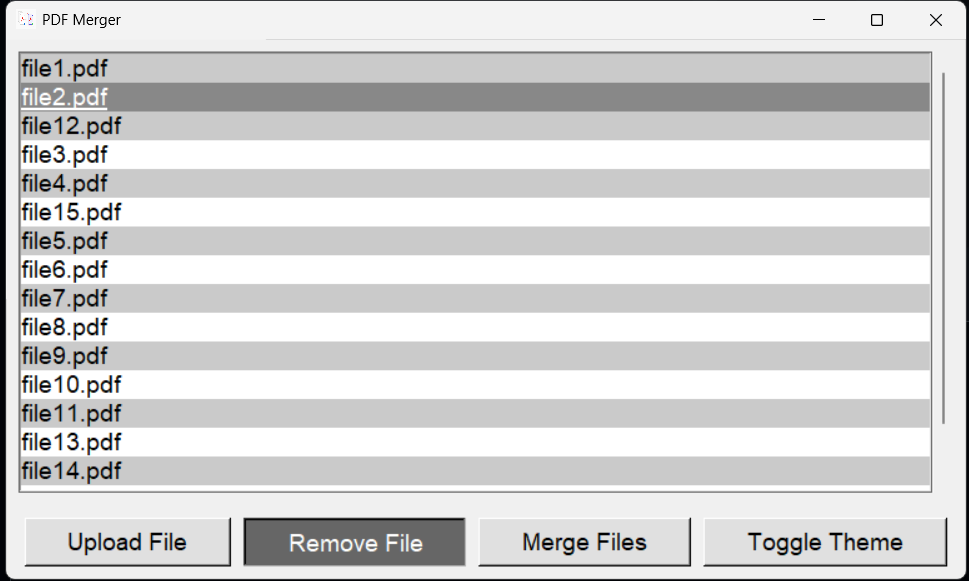 PDF Merger
file1.pdf
file2.pdf
file12.pdf
file3.pdf
file4.pdf
file15.pdf
file5.pdf
file6.pdf
file7.pdf
file8.pdf
file9.pdf
file10.pdf
file11.pdf
file13.pdf
file14.pdf
Upload File Remove File Merge Files Toggle Theme